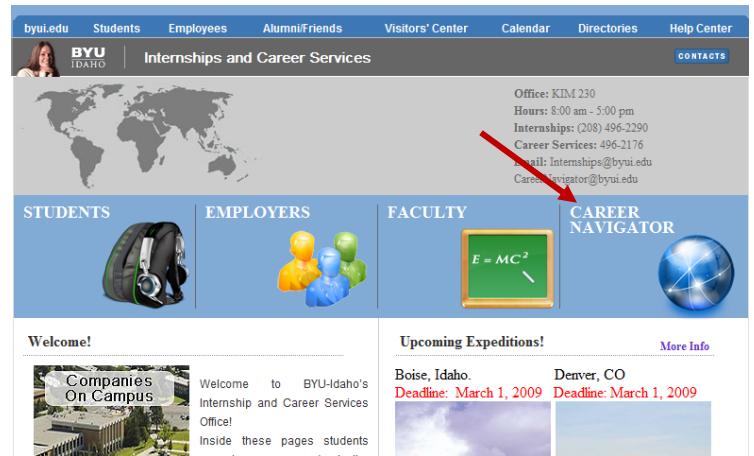 byui.edu Students Employees Alumni/Friends Visitors' Center Calendar Directories Help Center
BYU
IDAHO
Internships and Career Services
CONTACTS
Office: KIM 230
Hours: 8:00 am - 5:00 pm
Internships: (208) 496-2290
Career Services: 496-2176
Email: Internships@byui.edu
CareerNavigator@byui.edu
STUDENTS
EMPLOYERS
FACULTY
E = MC²
CAREER
NAVIGATOR
Welcome!
Companies
On Campus
Welcome to BYU-Idaho's
Internship and Career Services
Office!
Inside these pages students
Upcoming Expeditions!
More Info
Boise, Idaho.
Deadline: March 1, 2009
Denver, CO
Deadline: March 1, 2009